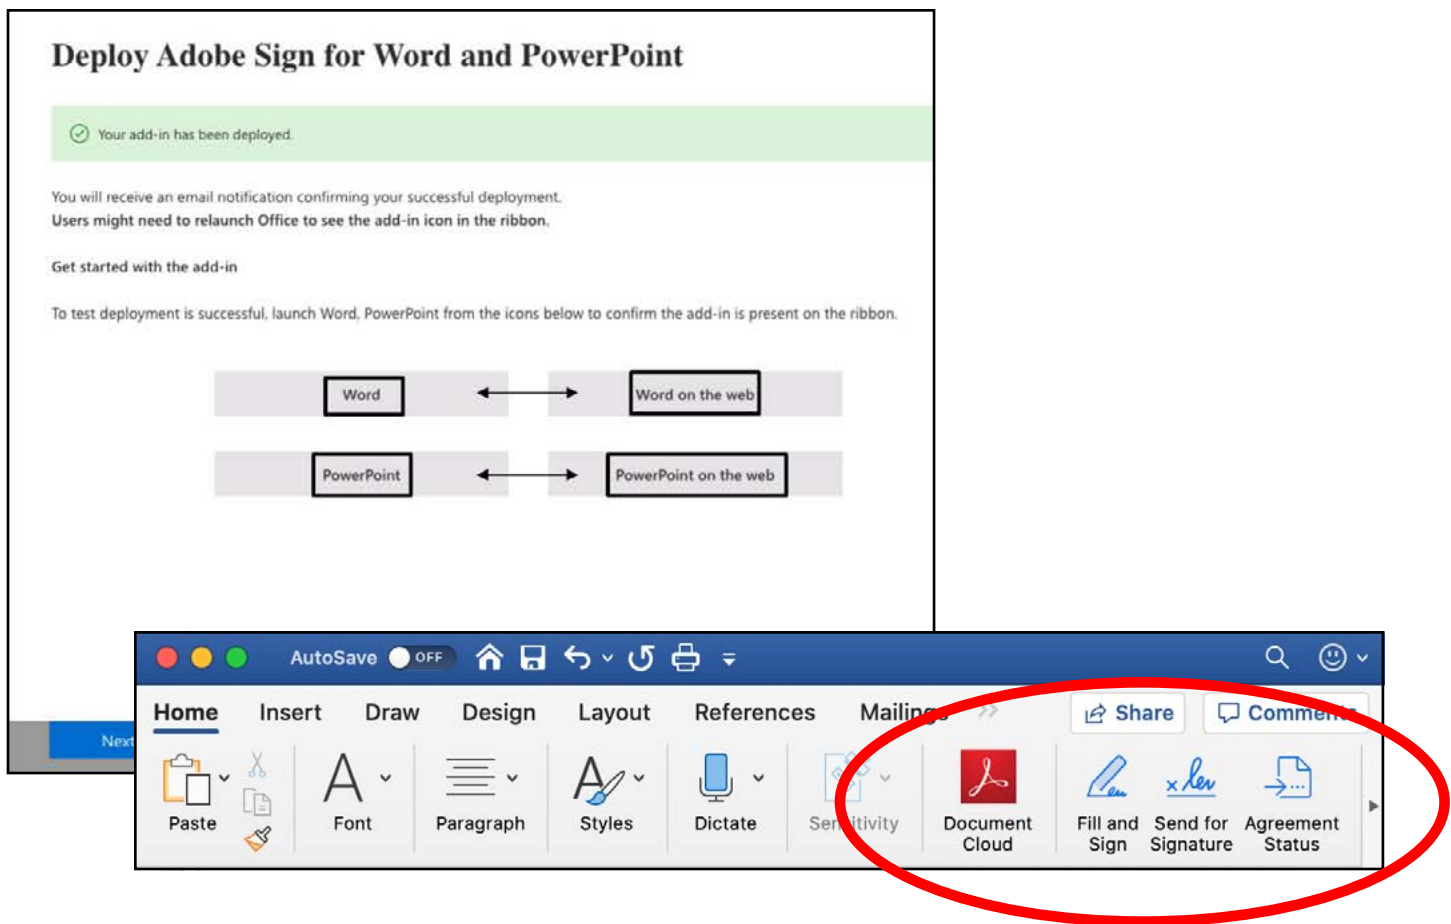 Deploy Adobe Sign for Word and PowerPoint
Your add-in has been deployed.
You will receive an email notification confirming your successful deployment.
Users might need to relaunch Office to see the add-in icon in the ribbon.
Get started with the add-in
To test deployment is successful, launch Word, PowerPoint from the icons below to confirm the add-in is present on the ribbon.
Word Word on the web
PowerPoint PowerPoint on the web
Next
AutoSave OFF
Home Insert Draw Design Layout References Mailings Share Comments
Paste Font Paragraph Styles Dictate Sensitivity Document Cloud Fill and Sign Send for Signature Agreement Status